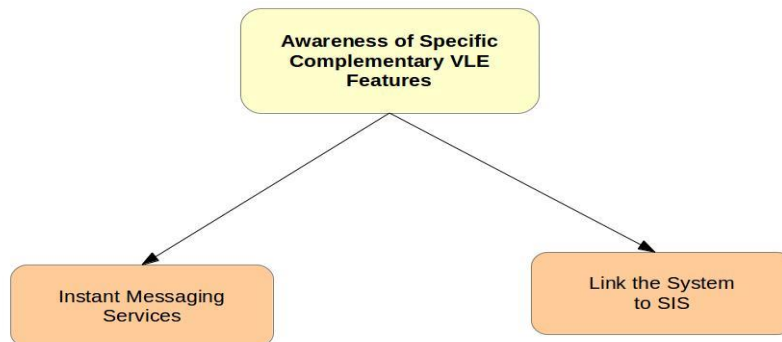 Awareness of Specific
Complementary VLE
Features
Instant Messaging
Services
Link the System
to SIS